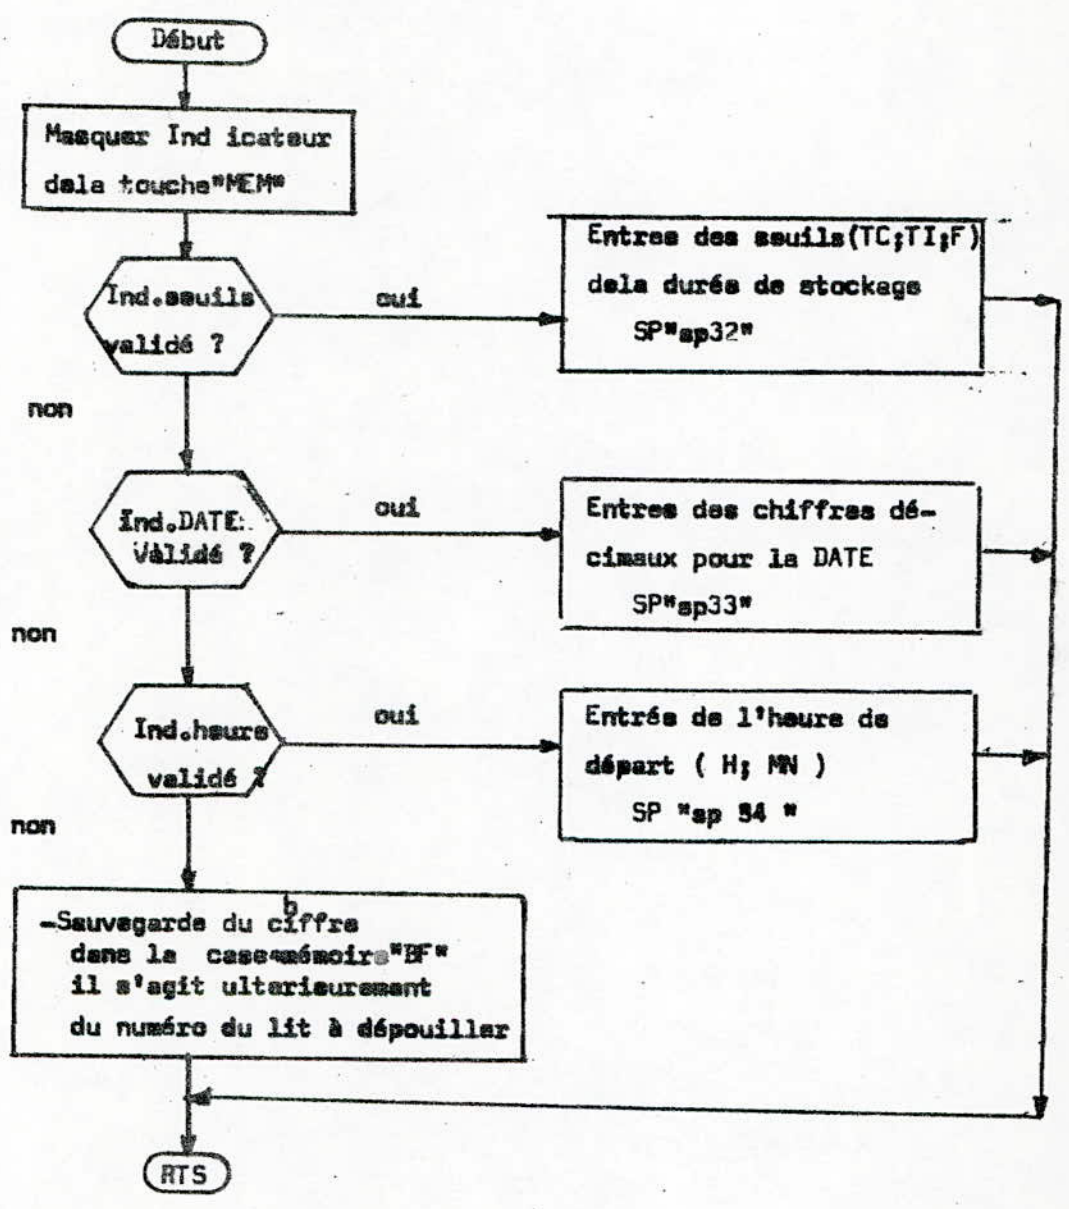 Début
Masquer Ind icateur
dela touche"MEM"
Ind.seuils
validé ?
oui
Entree des seuils(TC;TI;F)
dela durée de stockage
SP"sp32"
non
Ind.DATE.
Validé ?
oui
Entree des chiffres dé-
cimaux pour la DATE
SP"sp33"
non
Ind.heure
validé ?
oui
Entrée de l'heure de
départ ( H; MN )
SP "sp 34 "
non
h
-Sauvegarde du ciffre
dans la case mémoire"BF"
il s'agit ulterieurement
du numéro du lit à dépouiller
RTS